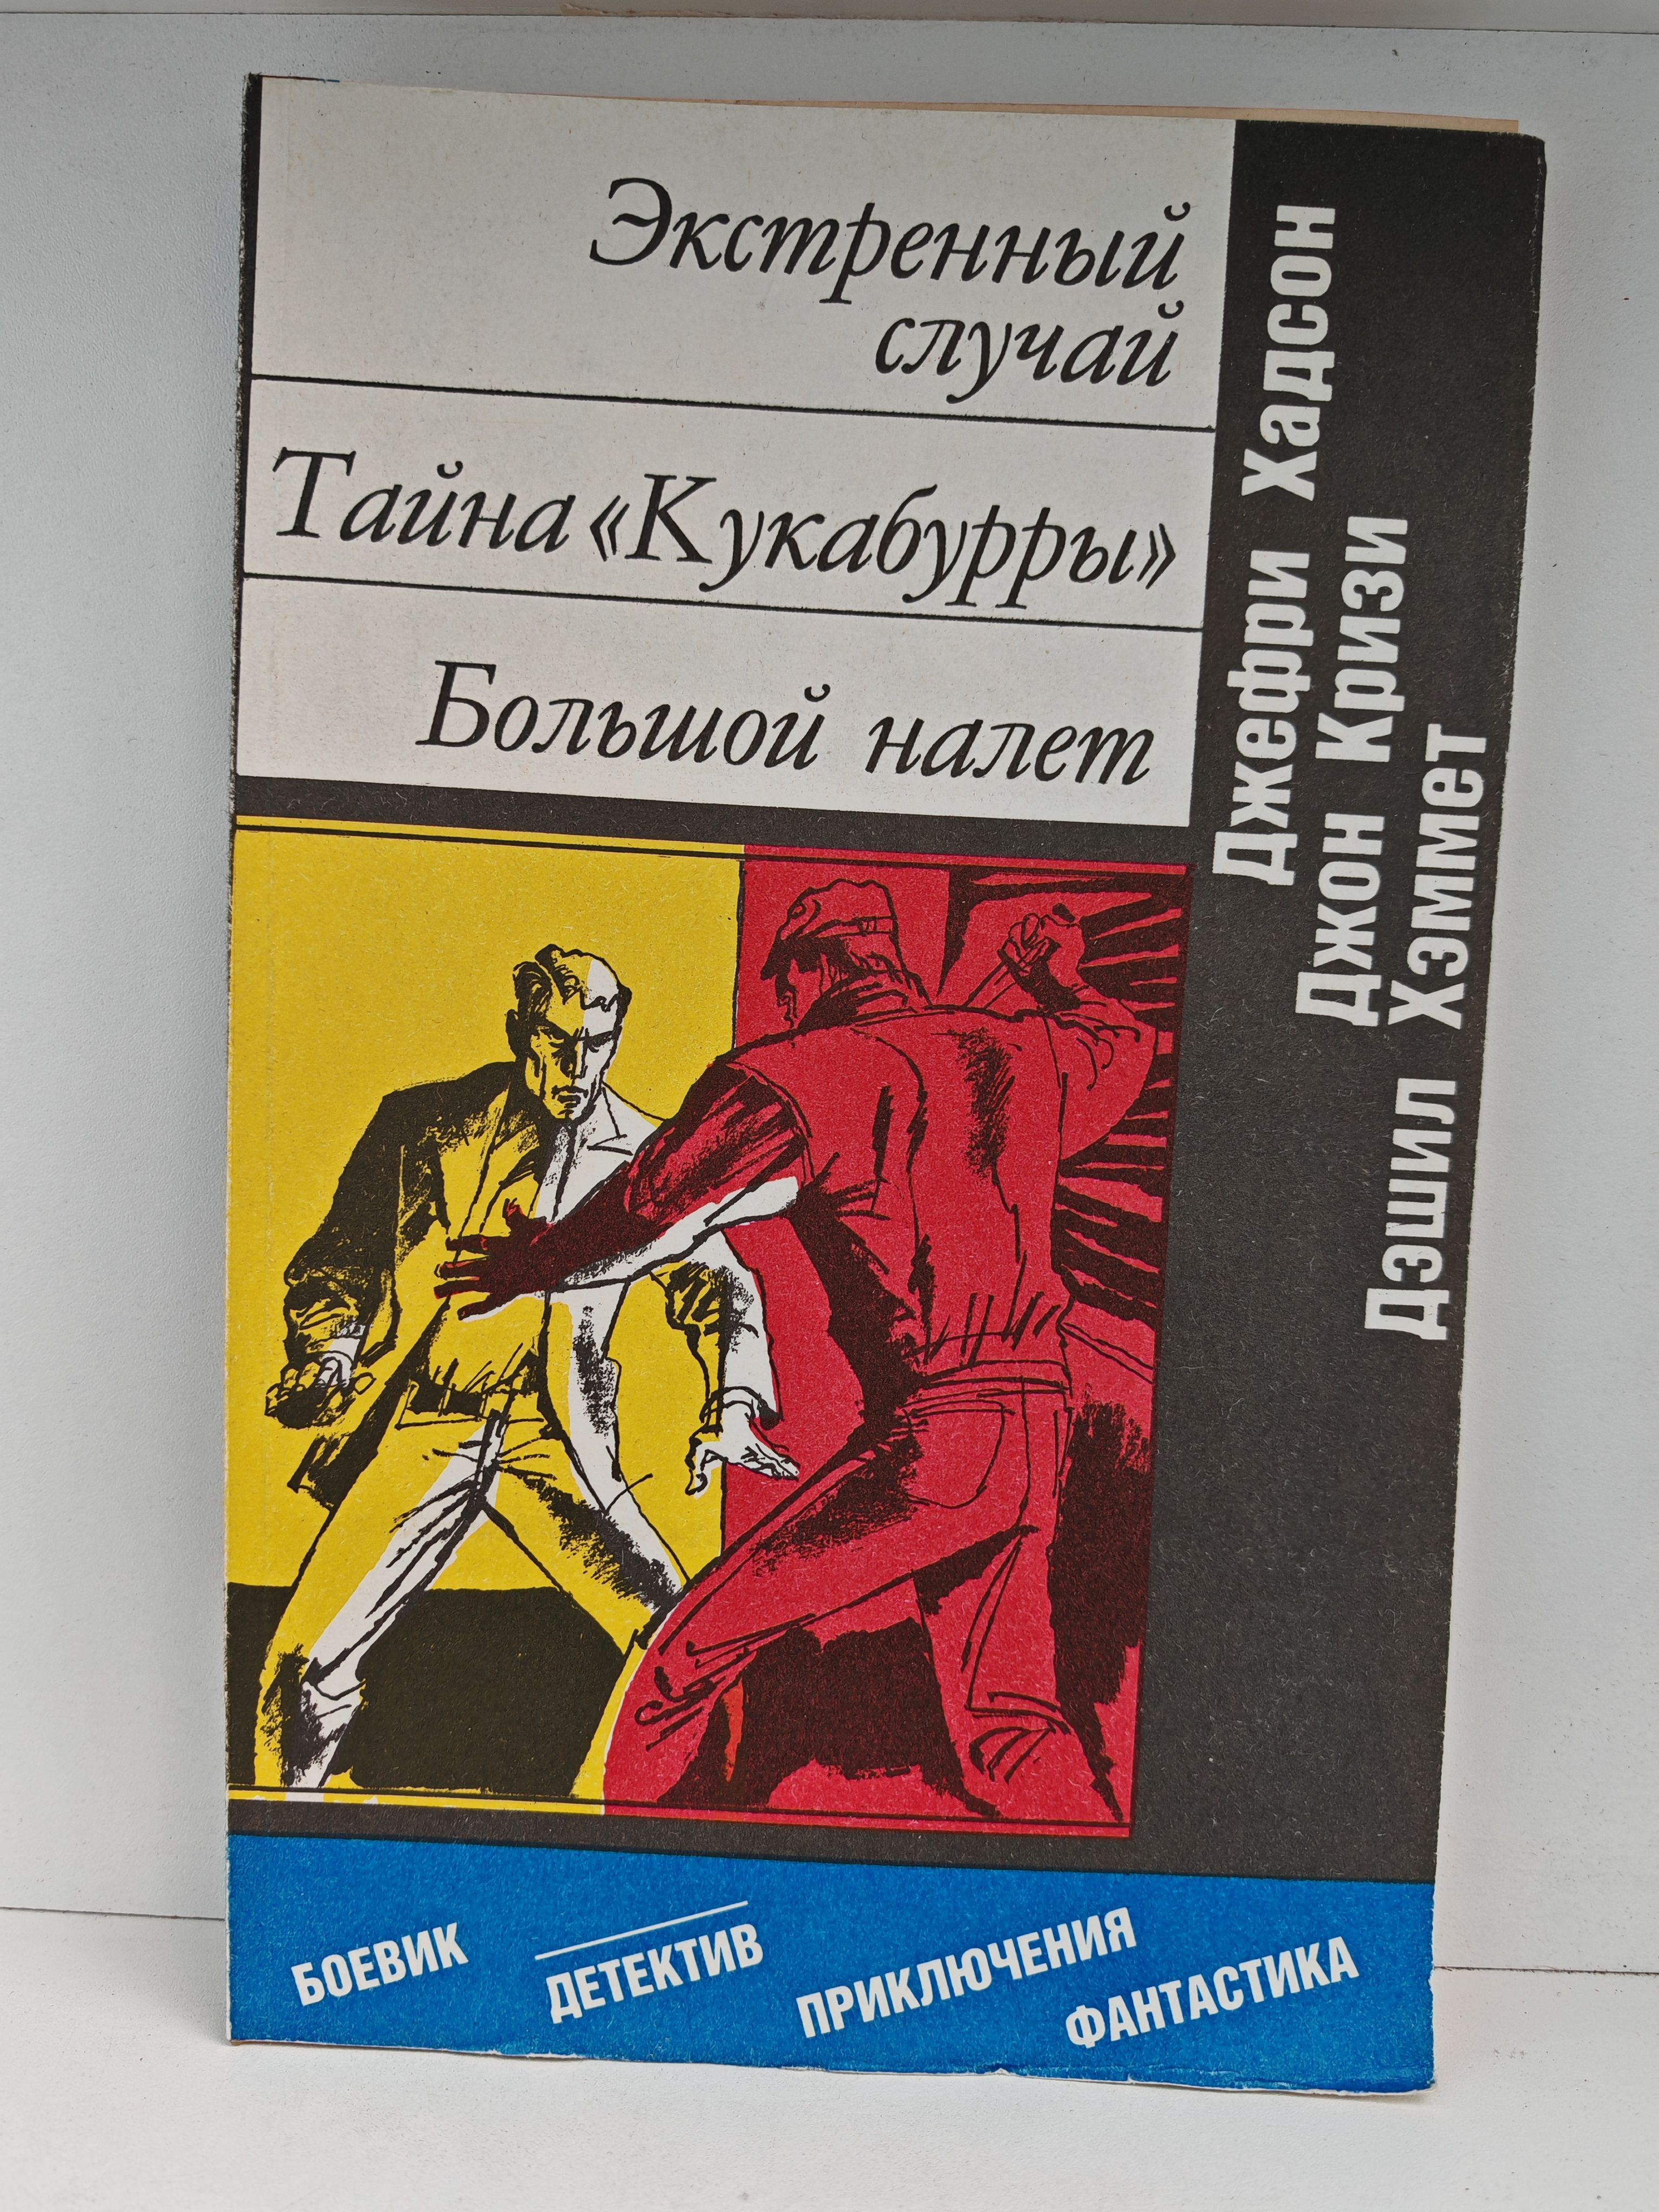 Экстренный
случай
Тайна «Кукабурры»
Большой налет
Джефри Хадсон
Джон Кризи
Дэшил Хэммет
БОЕВИК
ДЕТЕКТИВ
ПРИКЛЮЧЕНИЯ
ФАНТАСТИКА